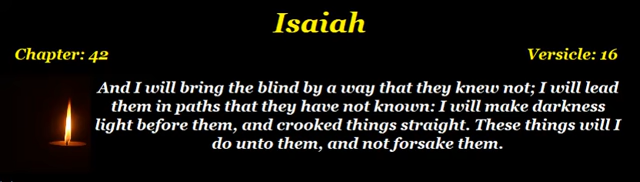 Isaiah
Chapter: 42
Versicle: 16
And I will bring the blind by a way that they knew not; I will lead
them in paths that they have not known: I will make darkness
light before them, and crooked things straight. These things will I
do unto them, and not forsake them.